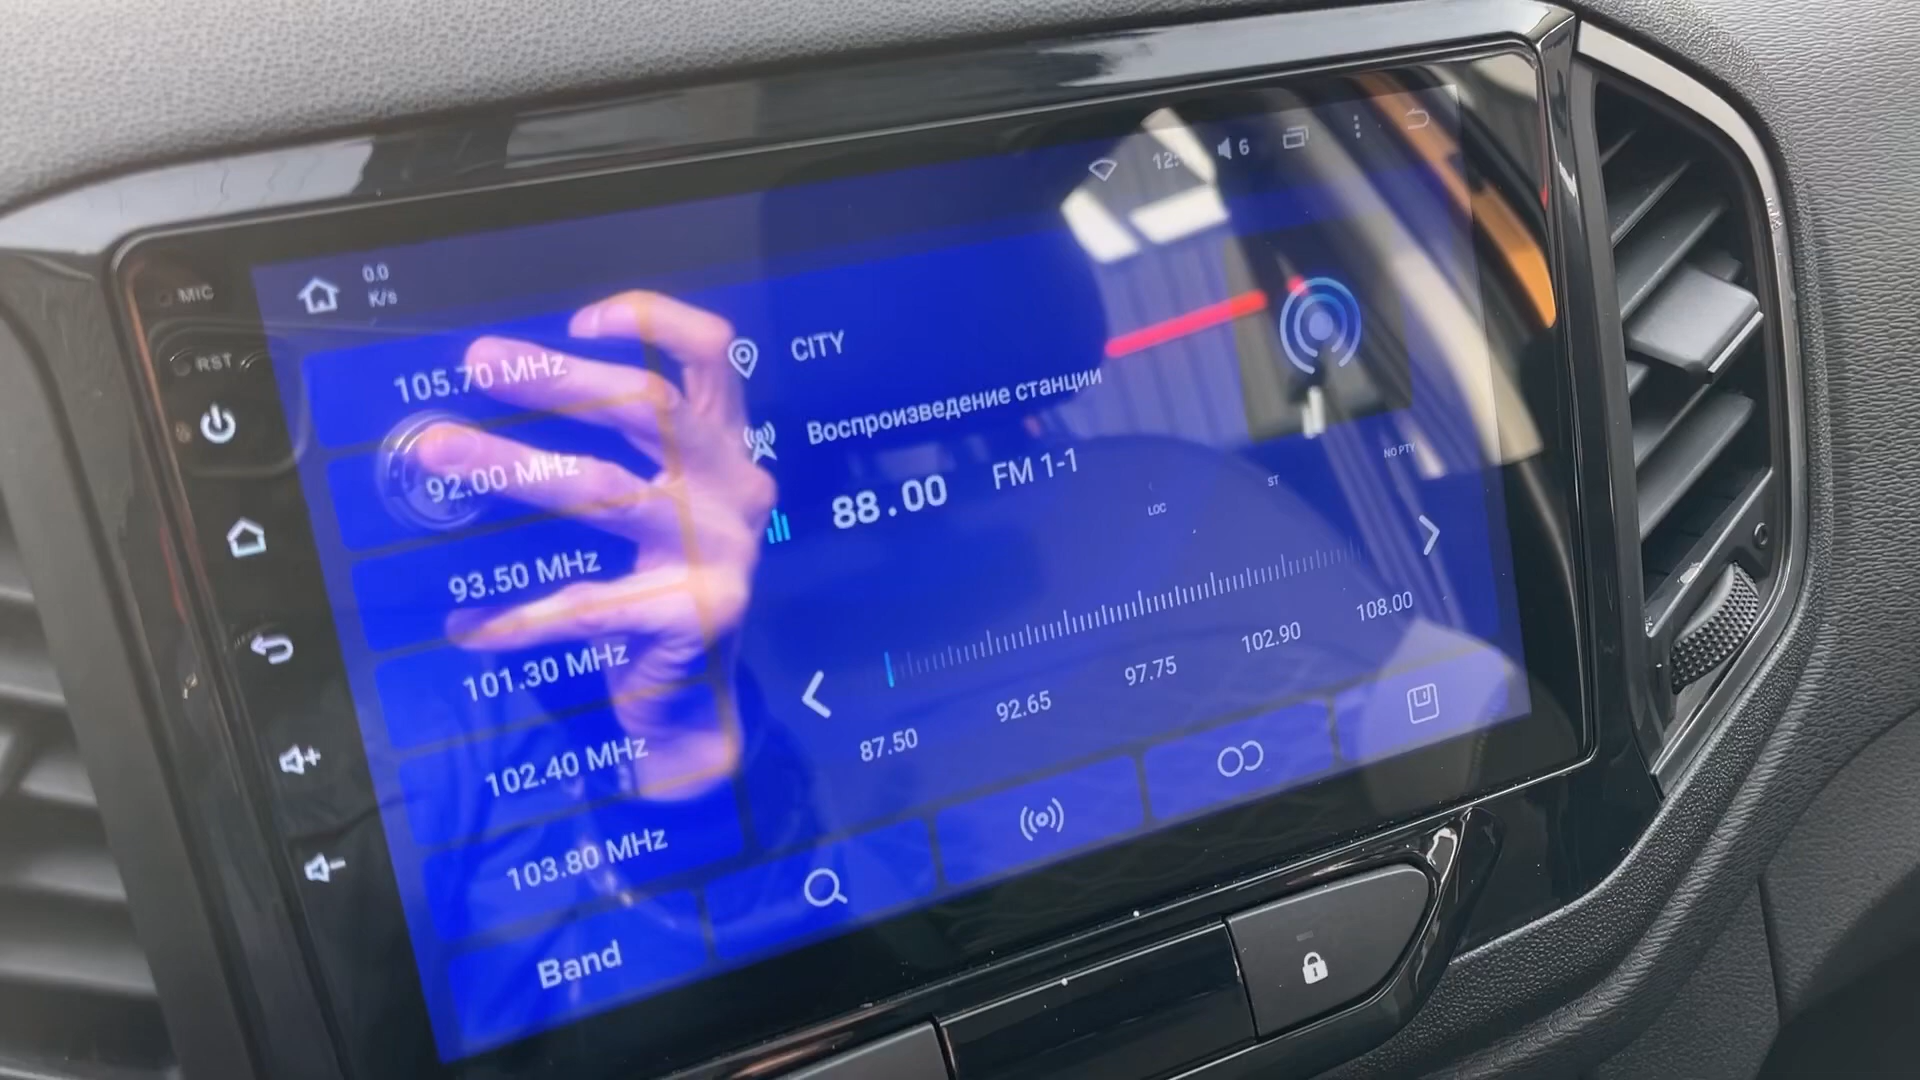 MIC
RST
0.0
K/s
6
105.70 MHz
92.00 MHz
93.50 MHz
101.30 MHz
102.40 MHz
103.80 MHz
Band
CITY
Воспроизведение станции
88.00
FM 1-1
LOC
ST
NO PTY
87.50
92.65
97.75
102.90
108.00